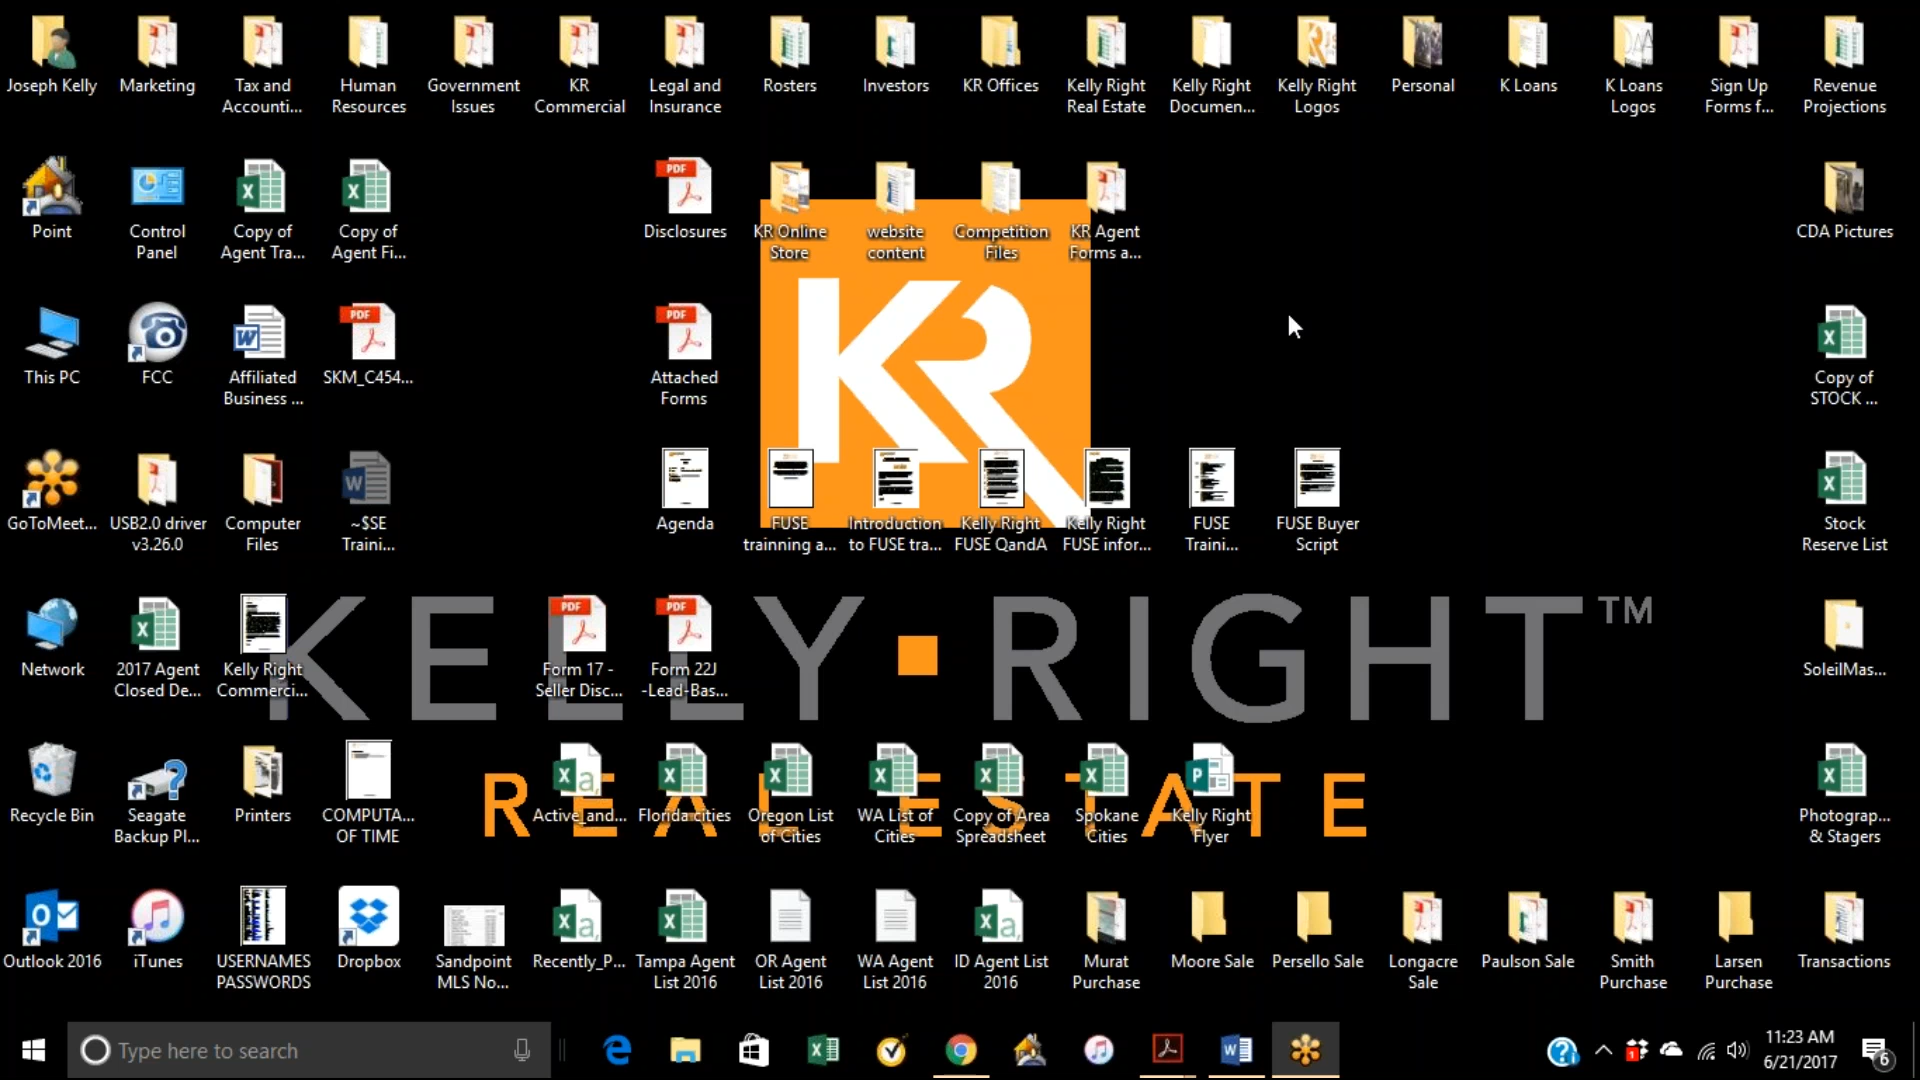 Joseph Kelly
Marketing
Tax and
Accounti...
Human
Resources
Government
Issues
KR
Commercial
Legal and
Insurance
Rosters
Investors
KR Offices
Kelly Right
Real Estate
Kelly Right
Documen...
Kelly Right
Logos
Personal
K Loans
K Loans
Logos
Sign Up
Forms f...
Revenue
Projections
Point
Control
Panel
Copy of
Agent Tra...
Copy of
Agent Fi...
PDF
Disclosures
KR Online
Store
website
content
Competition
Files
KR Agent
Forms a...
CDA Pictures
This PC
FCC
Affiliated
Business ...
PDF
SKM_C454...
PDF
Attached
Forms
KR
Copy of
STOCK ...
GoToMeet...
USB2.0 driver
v3.26.0
Computer
Files
~$SE
Traini...
Agenda
FUSE
trainning a...
Introduction
to FUSE tra...
Kelly Right
FUSE QandA
Kelly Right
FUSE infor...
FUSE
Traini...
FUSE Buyer
Script
Stock
Reserve List
KELLY RIGHT™
Network
2017 Agent
Closed De...
Kelly Right
Commerci...
PDF
Form 17 -
Seller Disc...
PDF
Form 22J
-Lead-Bas...
SoleilMas...
REAL ESTATE
Recycle Bin
Seagate
Backup Pl...
Printers
COMPUTA...
OF TIME
Active_and...
Florida cities
Oregon List
of Cities
WA List of
Cities
Copy of Area
Spreadsheet
Spokane
Cities
Kelly Right
Flyer
Photograp...
& Stagers
Outlook 2016
iTunes
USERNAMES
PASSWORDS
Dropbox
Sandpoint
MLS No...
Recently_P...
Tampa Agent
List 2016
OR Agent
List 2016
WA Agent
List 2016
ID Agent List
2016
Murat
Purchase
Moore Sale
Persello Sale
Longacre
Sale
Paulson Sale
Smith
Purchase
Larsen
Purchase
Transactions
Type here to search
11:23 AM
6/21/2017
6